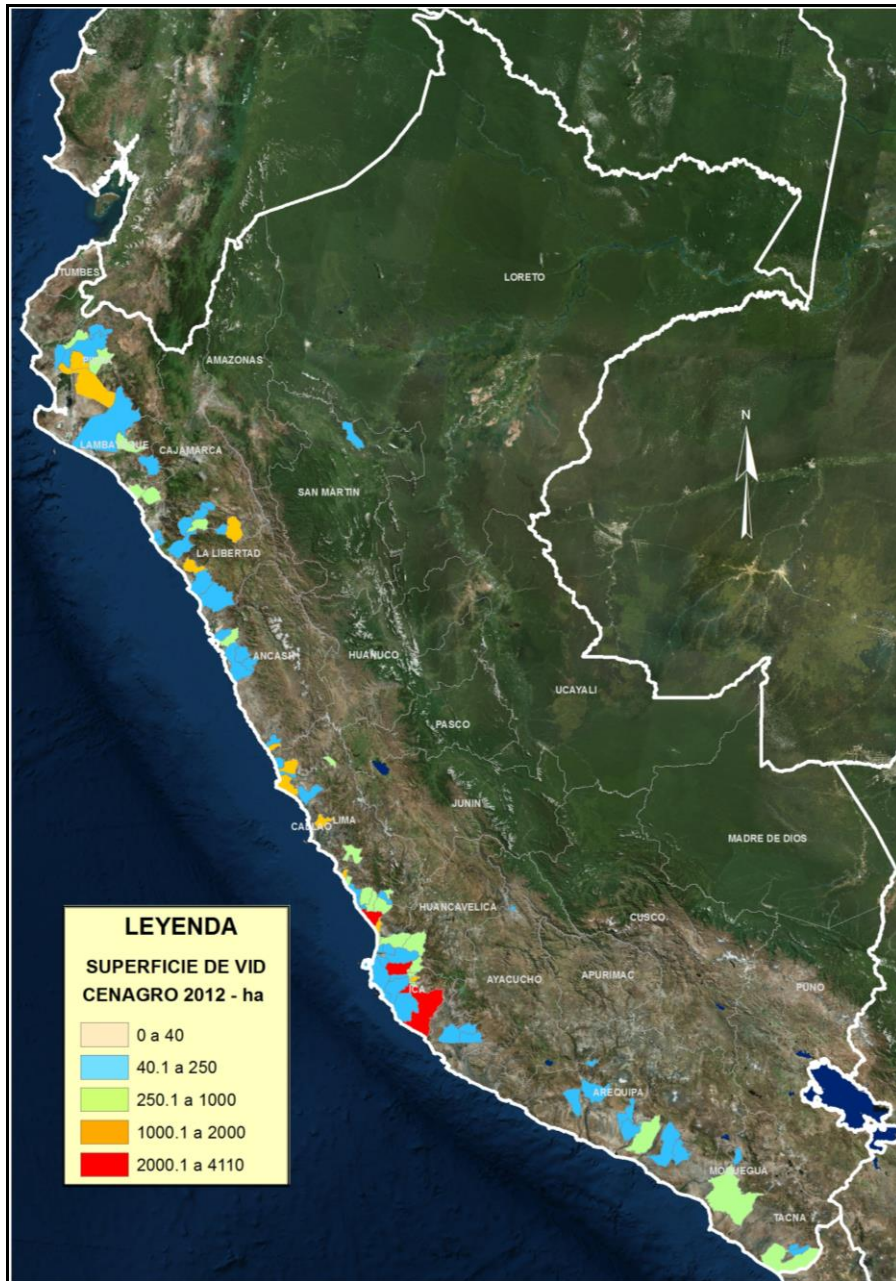 TUMBES
LORETO
AMAZONAS
CAJAMARCA
SAN MARTIN
LA LIBERTAD
ANCASH
HUANUCO
UCAYALI
PASCO
JUNIN
LIMA
MADRE DE DIOS
HUANCAVELICA
CUSCO
AYACUCHO
APURIMAC
PUNO
ICA
AREQUIPA
MOQUEGUA
TACNA
N
LEYENDA
SUPERFICIE DE VID
CENAGRO 2012 - ha
0 a 40
40.1 a 250
250.1 a 1000
1000.1 a 2000
2000.1 a 4110